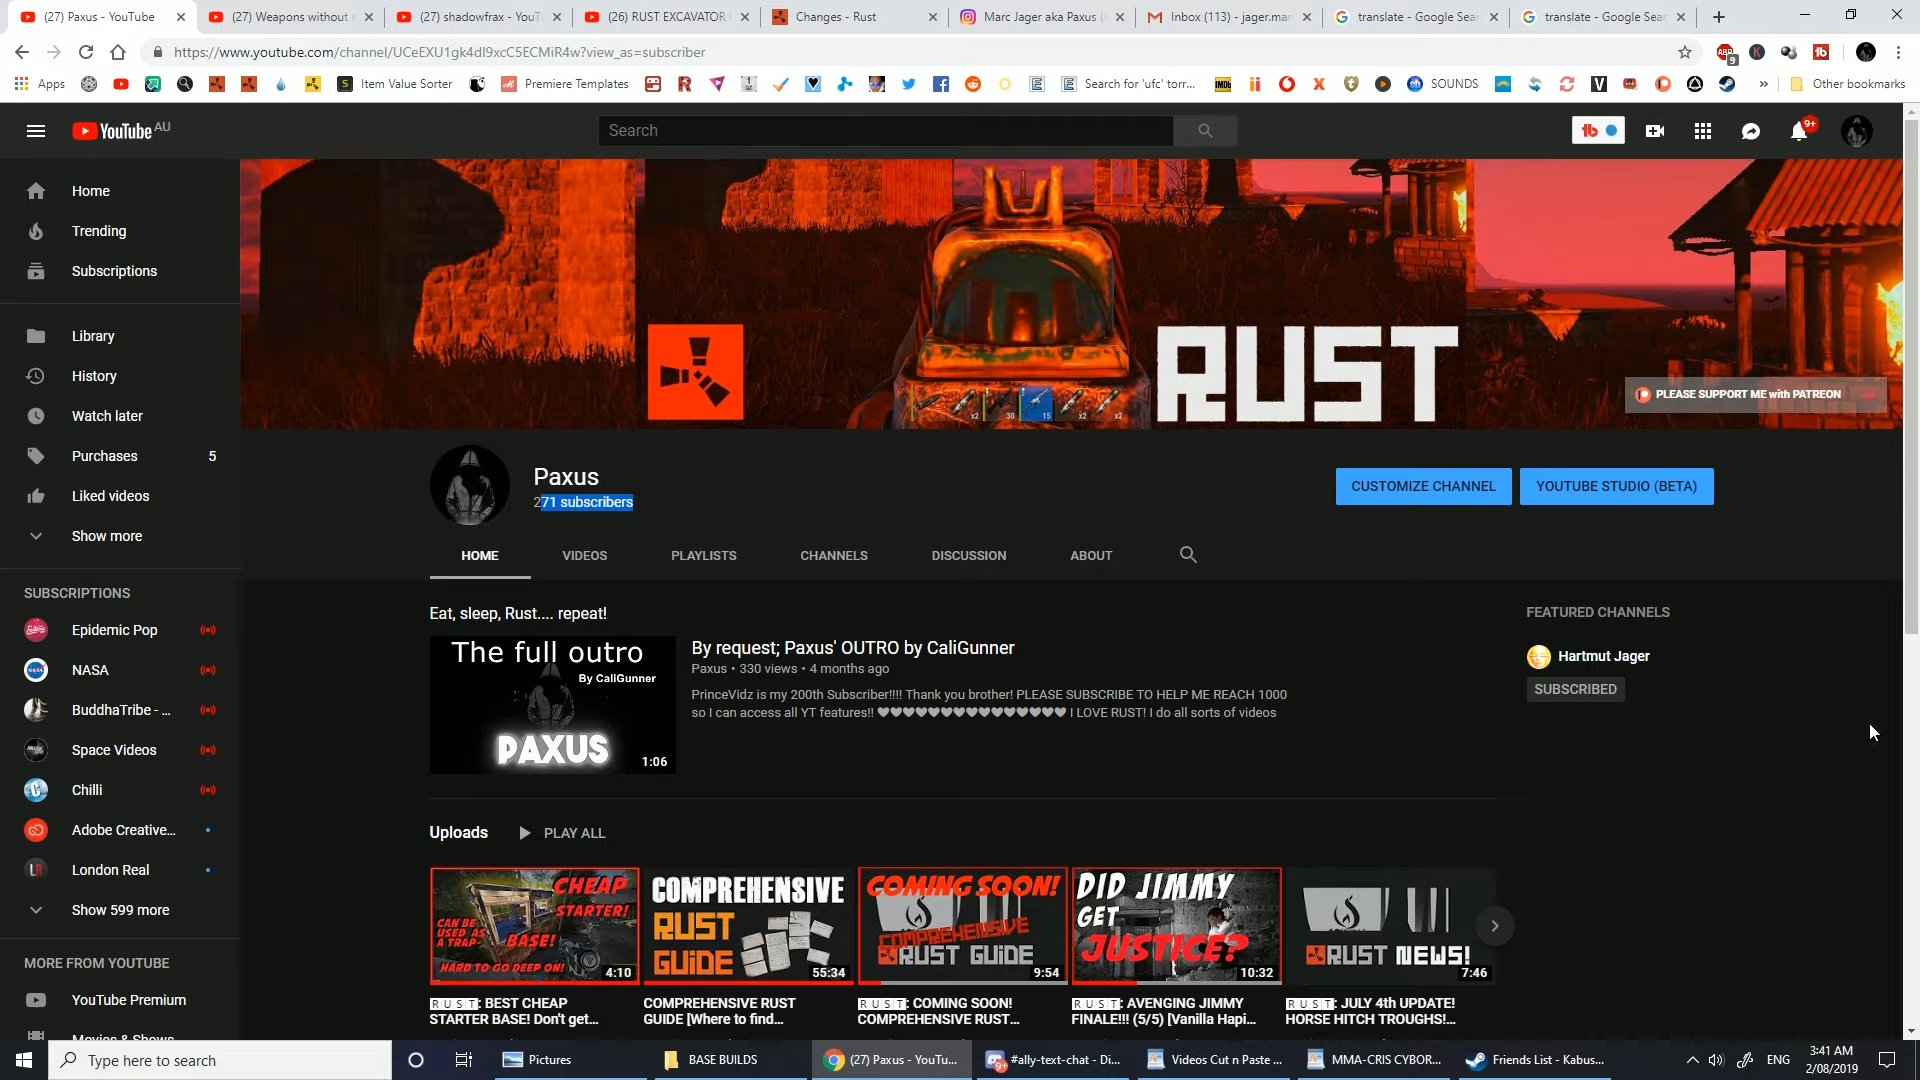 (27) Paxus - YouTube
(27) Weapons without
(27) shadowfrax - YouT
(26) RUST EXCAVATOR
Changes - Rust
Marc Jager aka Paxus (
Inbox (113) - jager.mar
translate - Google Sear
translate - Google Sear
https://www.youtube.com/channel/UCeEXU1gk4dI9xcC5ECMiR4w?view_as=subscriber
Apps
Item Value Sorter
Premiere Templates
Search for 'ufc' torr...
SOUNDS
Other bookmarks
YouTube AU
Search
9+
Home
Trending
Subscriptions
Library
History
Watch later
Purchases 5
Liked videos
Show more
SUBSCRIPTIONS
Epidemic Pop
NASA
BuddhaTribe - ...
Space Videos
Chilli
Adobe Creative...
London Real
Show 599 more
MORE FROM YOUTUBE
YouTube Premium
Movies & Shows
RUST
x2 30 15 x2 x2
PLEASE SUPPORT ME with PATREON
Paxus
271 subscribers
CUSTOMIZE CHANNEL
YOUTUBE STUDIO (BETA)
HOME VIDEOS PLAYLISTS CHANNELS DISCUSSION ABOUT
Eat, sleep, Rust.... repeat!
The full outro
By CaliGunner
PAXUS
1:06
By request; Paxus' OUTRO by CaliGunner
Paxus • 330 views • 4 months ago
PrinceVidz is my 200th Subscriber!!!! Thank you brother! PLEASE SUBSCRIBE TO HELP ME REACH 1000
so I can access all YT features!! ♥♥♥♥♥♥♥♥♥♥♥♥♥♥♥ I LOVE RUST! I do all sorts of videos
FEATURED CHANNELS
Hartmut Jager
SUBSCRIBED
Uploads PLAY ALL
CHEAP
STARTER!
CAN BE
USED AS
A TRAP-
BASE!
HARD TO GO DEEP ON!
4:10
RUST: BEST CHEAP
STARTER BASE! Don't get...
COMPREHENSIVE
RUST
GUIDE
55:34
COMPREHENSIVE RUST
GUIDE [Where to find...
COMING SOON!
COMPREHENSIVE
RUST GUIDE
9:54
RUST: COMING SOON!
COMPREHENSIVE RUST...
DID JIMMY
GET
JUSTICE?
10:32
RUST: AVENGING JIMMY
FINALE!!! (5/5) [Vanilla Hapi...
RUST NEWS!
7:46
RUST: JULY 4th UPDATE!
HORSE HITCH TROUGHS!...
Type here to search
Pictures
BASE BUILDS
(27) Paxus - YouTu...
#ally-text-chat - Di...
Videos Cut n Paste ...
MMA-CRIS CYBOR...
Friends List - Kabus...
ENG
3:41 AM
2/08/2019